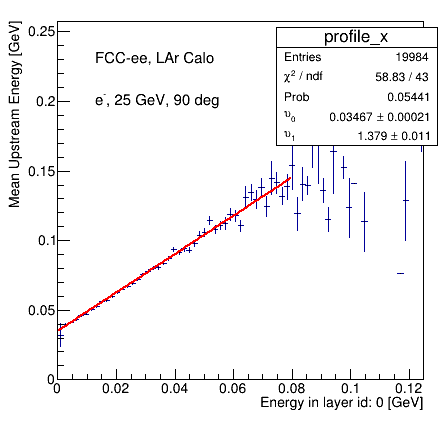 profile_x
Entries 19984
χ² / ndf 58.83 / 43
Prob 0.05441
υ₀ 0.03467 ± 0.00021
υ₁ 1.379 ± 0.011
FCC-ee, LAr Calo
e⁻, 25 GeV, 90 deg
Mean Upstream Energy [GeV]
0.25
0.2
0.15
0.1
0.05
0
0 0.02 0.04 0.06 0.08 0.1 0.12
Energy in layer id: 0 [GeV]